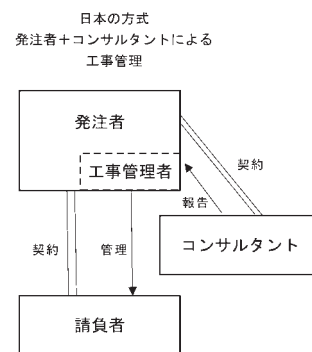 日本の方式
発注者+コンサルタントによる
工事管理
発注者
工事管理者
契約
報告
コンサルタント
契約
管理
請負者